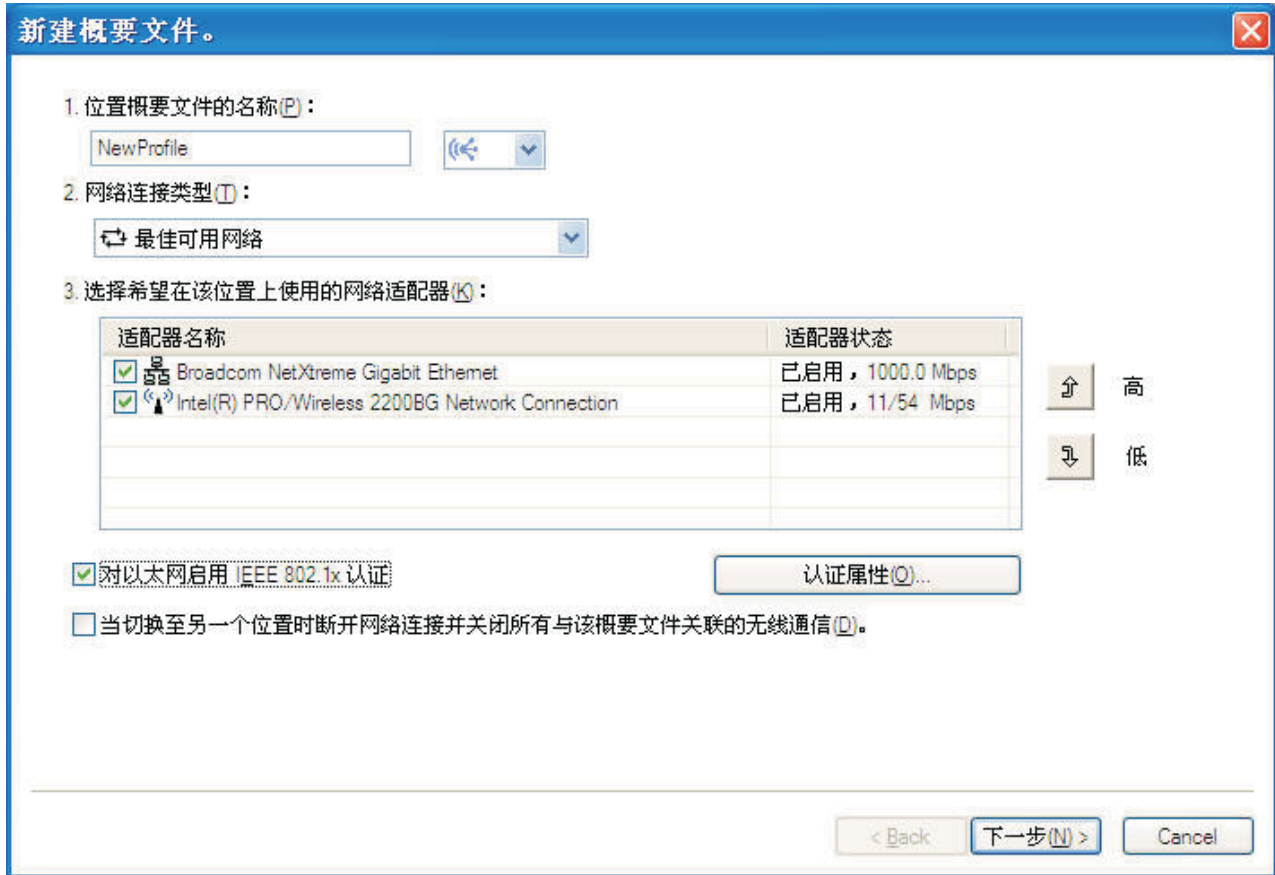 新建概要文件。
1. 位置概要文件的名称(P)：
NewProfile
2. 网络连接类型(T)：
最佳可用网络
3. 选择希望在该位置上使用的网络适配器(K)：
适配器名称 适配器状态
Broadcom NetXtreme Gigabit Ethernet 已启用，1000.0 Mbps
Intel(R) PRO/Wireless 2200BG Network Connection 已启用，11/54 Mbps
高
低
对以太网启用 IEEE 802.1x 认证 认证属性(O)...
当切换至另一个位置时断开网络连接并关闭所有与该概要文件关联的无线通信(D)。
< Back 下一步(N) > Cancel